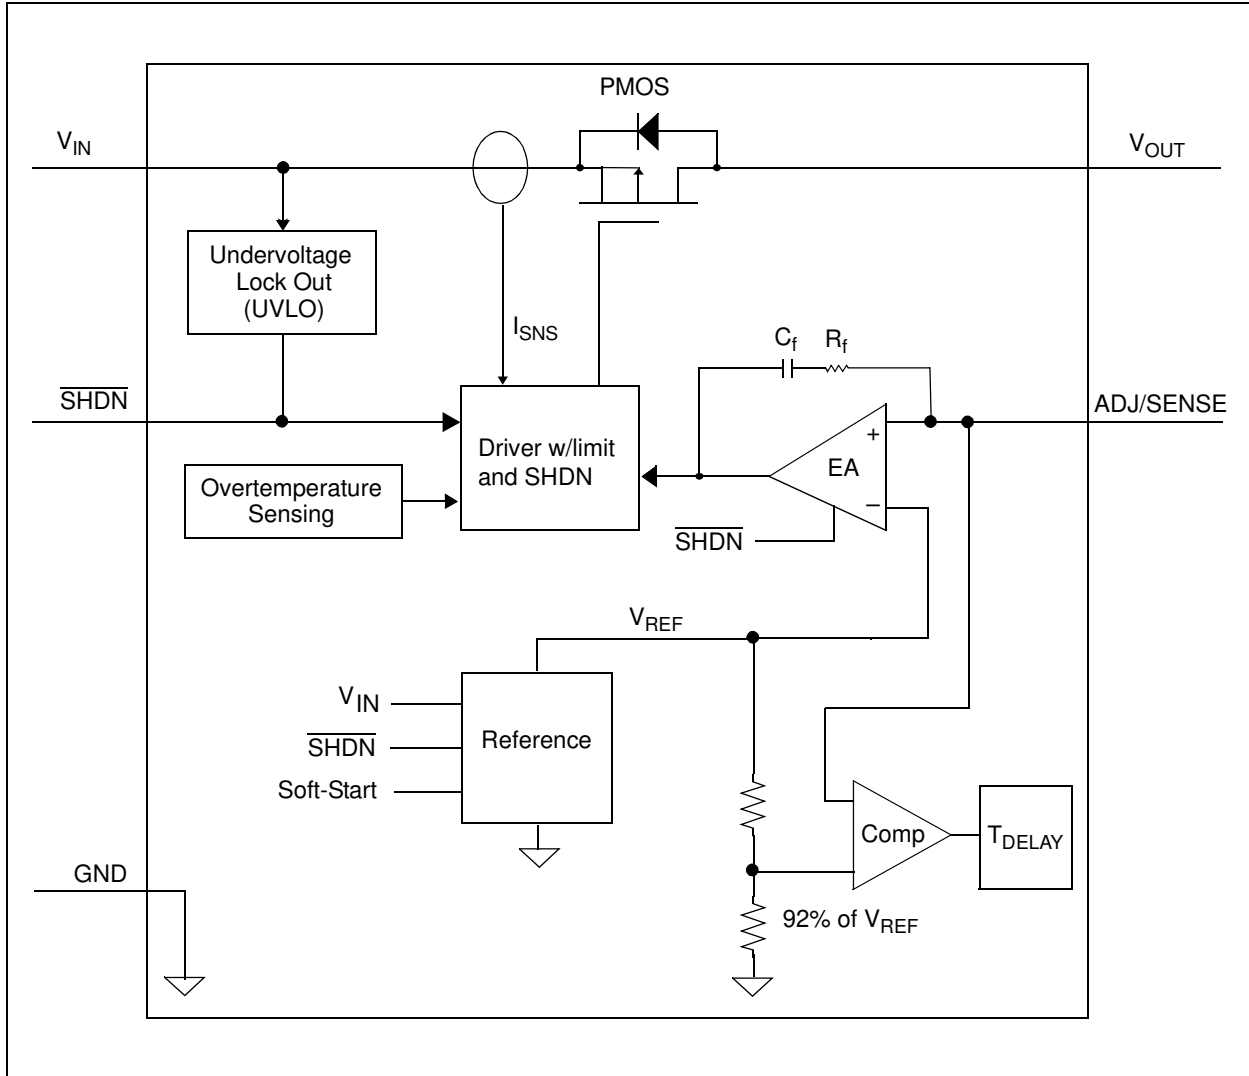 PMOS
VIN
VOUT
Undervoltage
Lock Out
(UVLO)
ISNS
Cf
Rf
SHDN
ADJ/SENSE
Driver w/limit
and SHDN
+
EA
−
Overtemperature
Sensing
SHDN
VREF
VIN
SHDN
Soft-Start
Reference
Comp
TDELAY
GND
92% of VREF